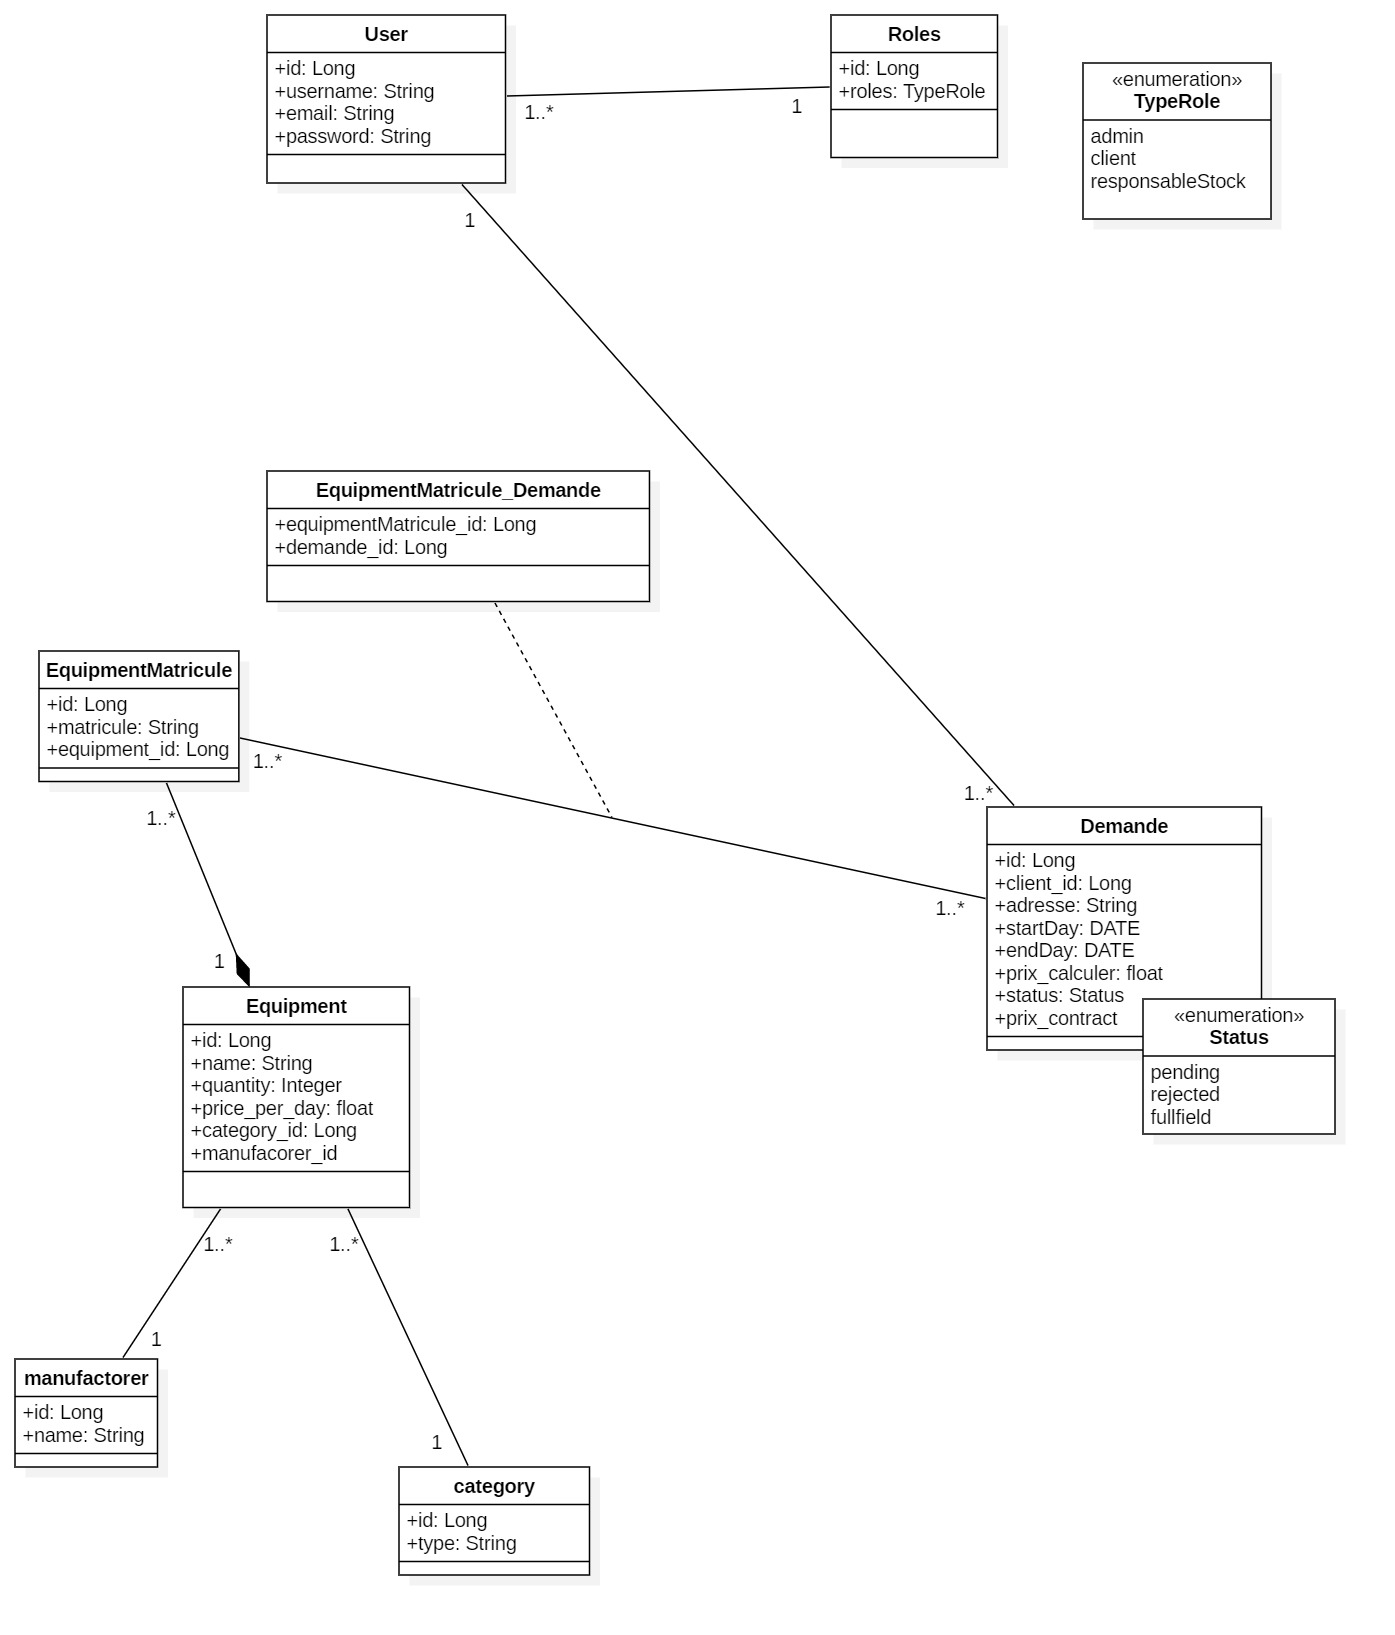 User
+id: Long
+username: String
+email: String
+password: String
1..*
1
1
Roles
+id: Long
+roles: TypeRole
«enumeration»
TypeRole
admin
client
responsableStock
EquipmentMatricule_Demande
+equipmentMatricule_id: Long
+demande_id: Long
EquipmentMatricule
+id: Long
+matricule: String
+equipment_id: Long
1..*
1..*
1..*
1..*
1
Demande
+id: Long
+client_id: Long
+adresse: String
+startDay: DATE
+endDay: DATE
+prix_calculer: float
+status: Status
+prix_contract
«enumeration»
Status
pending
rejected
fullfield
Equipment
+id: Long
+name: String
+quantity: Integer
+price_per_day: float
+category_id: Long
+manufacorer_id
1..*
1..*
1
1
manufactorer
+id: Long
+name: String
category
+id: Long
+type: String